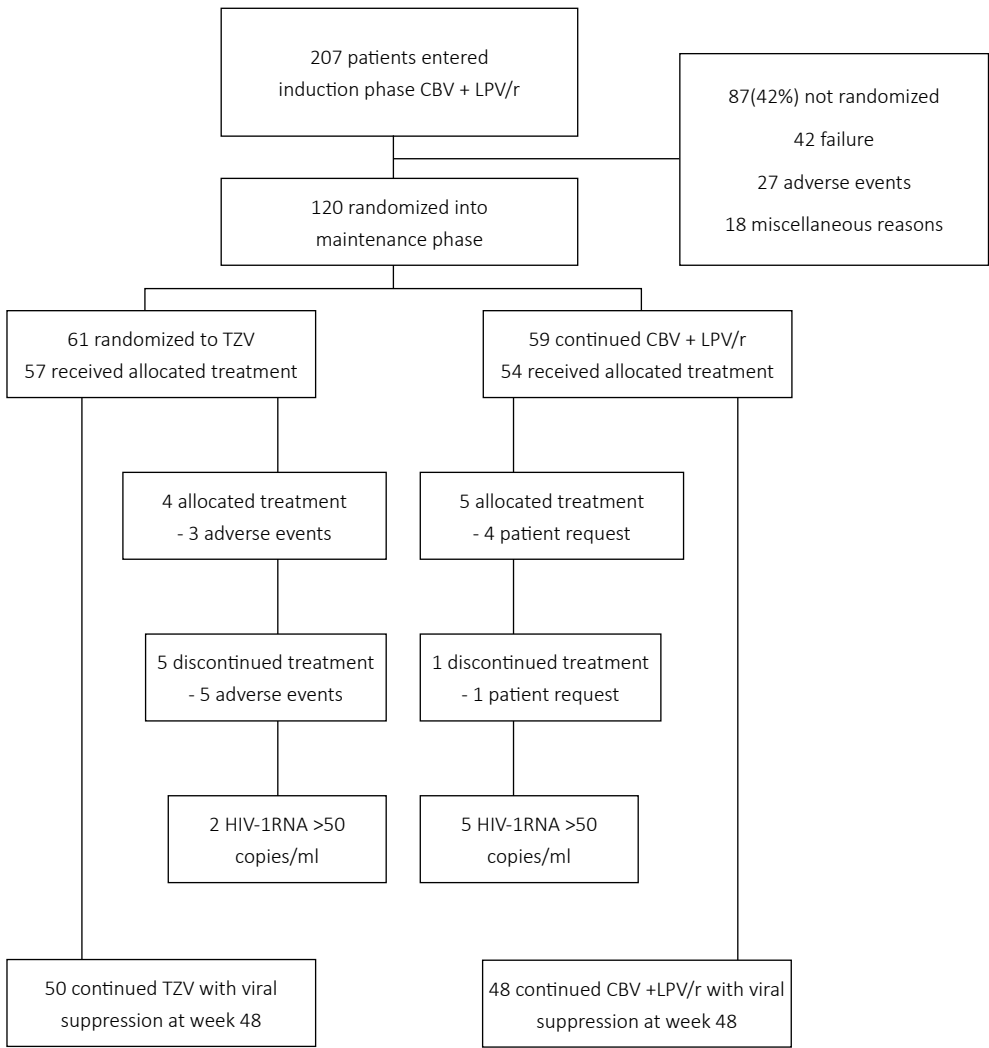 207 patients entered
induction phase CBV + LPV/r
87(42%) not randomized
42 failure
27 adverse events
18 miscellaneous reasons
120 randomized into
maintenance phase
61 randomized to TZV
57 received allocated treatment
59 continued CBV + LPV/r
54 received allocated treatment
4 allocated treatment
- 3 adverse events
5 allocated treatment
- 4 patient request
5 discontinued treatment
- 5 adverse events
1 discontinued treatment
- 1 patient request
2 HIV-1RNA >50
copies/ml
5 HIV-1RNA >50
copies/ml
50 continued TZV with viral
suppression at week 48
48 continued CBV +LPV/r with viral
suppression at week 48